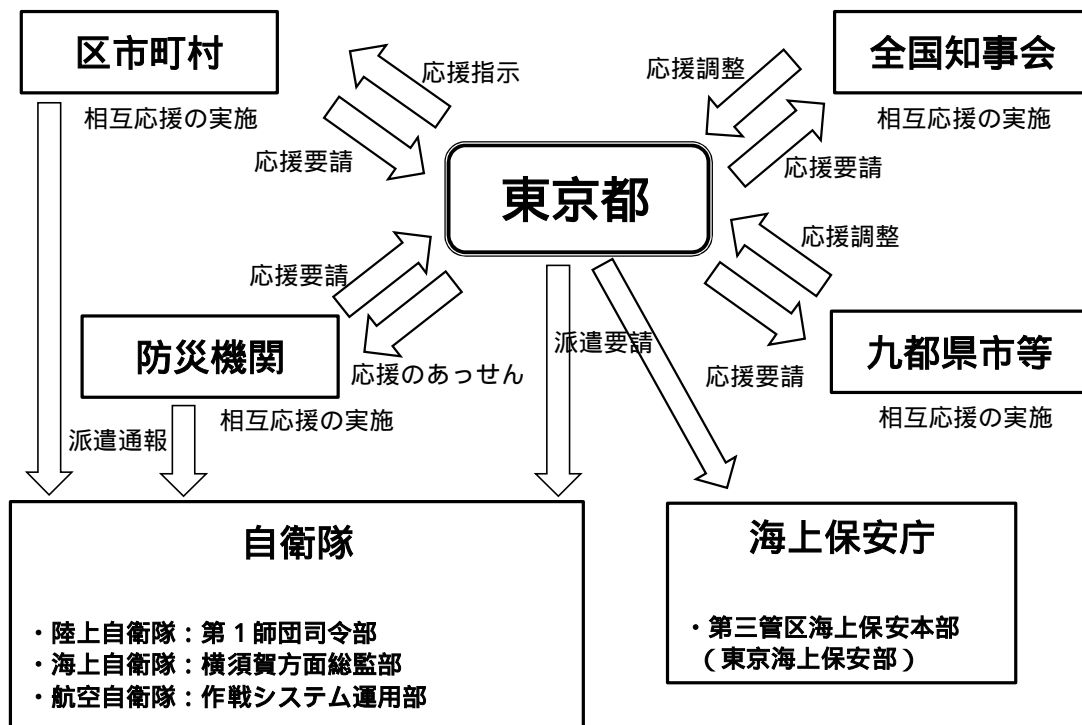 区市町村
相互応援の実施
応援指示
応援要請
全国知事会
相互応援の実施
応援調整
応援要請
東京都
応援要請
応援のあっせん
防災機関
相互応援の実施
応援調整
応援要請
九都県市等
相互応援の実施
派遣要請
派遣通報
自衛隊
・陸上自衛隊：第１師団司令部
・海上自衛隊：横須賀方面総監部
・航空自衛隊：作戦システム運用部
海上保安庁
・第三管区海上保安本部
（東京海上保安部）